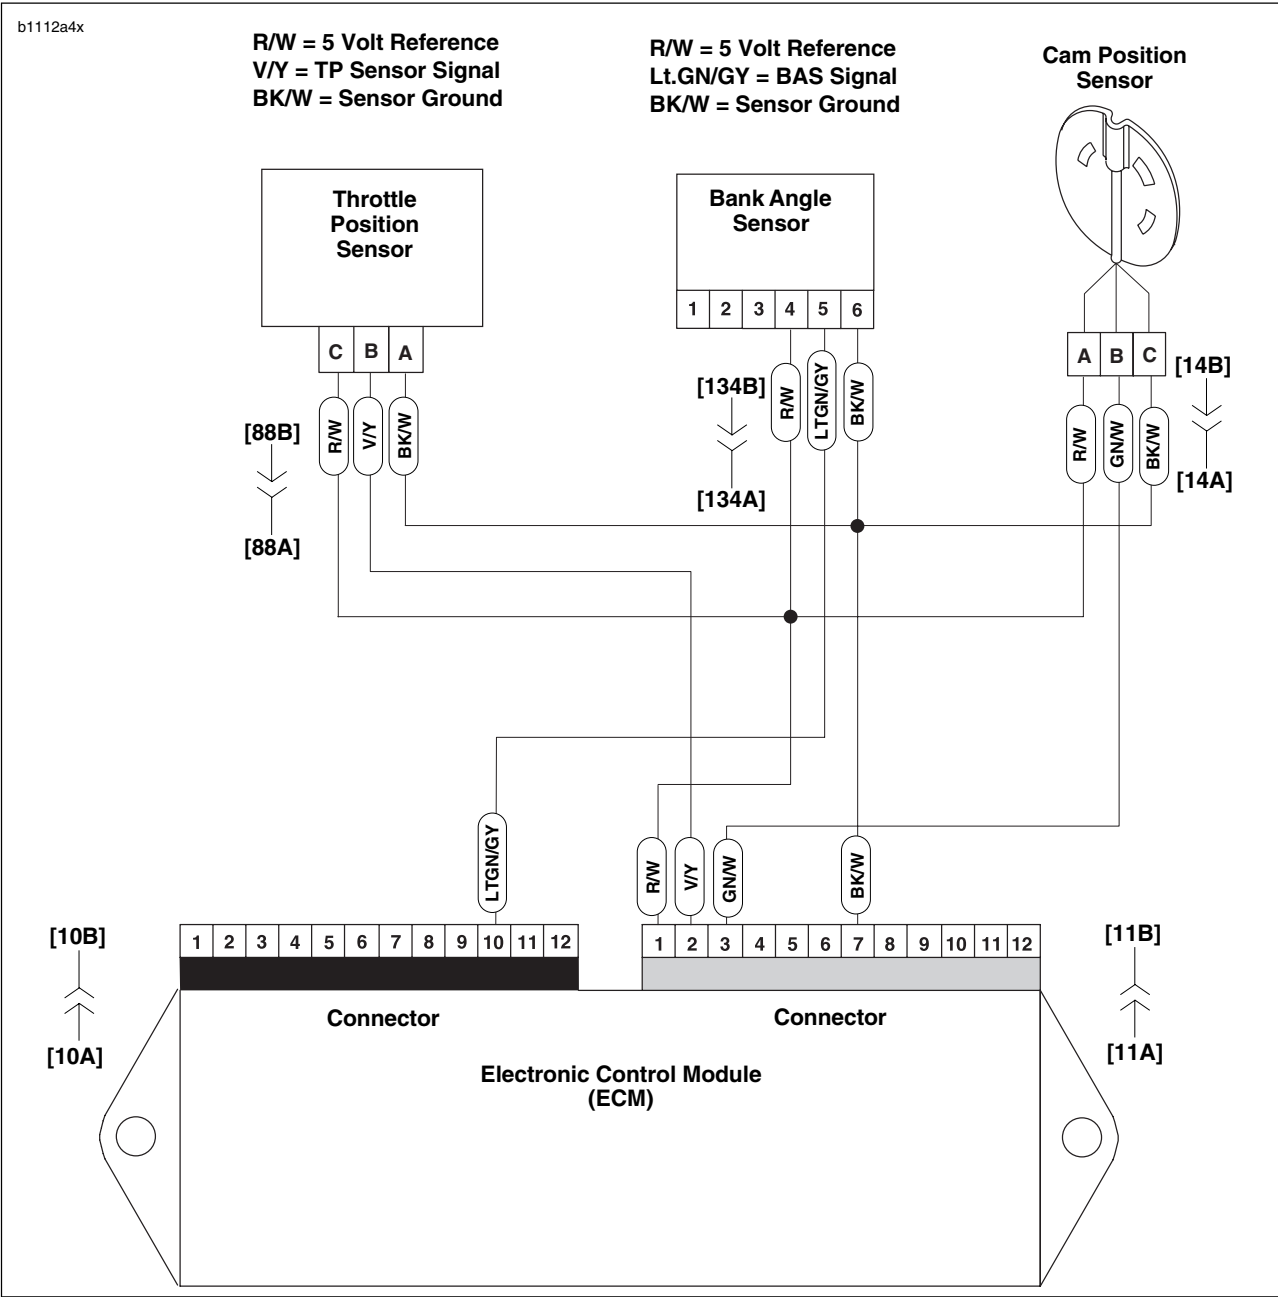 b1112a4x
R/W = 5 Volt Reference
V/Y = TP Sensor Signal
BK/W = Sensor Ground
R/W = 5 Volt Reference
Lt.GN/GY = BAS Signal
BK/W = Sensor Ground
Cam Position
Sensor
Throttle
Position
Sensor
C B A
R/W V/Y BK/W
[88B]
[88A]
Bank Angle
Sensor
1 2 3 4 5 6
R/W LTGN/GY BK/W
[134B]
[134A]
A B C
R/W GN/W BK/W
[14B]
[14A]
LTGN/GY
R/W V/Y GN/W BK/W
[10B]
[10A]
1 2 3 4 5 6 7 8 9 10 11 12
1 2 3 4 5 6 7 8 9 10 11 12
[11B]
[11A]
Connector
Connector
Electronic Control Module
(ECM)